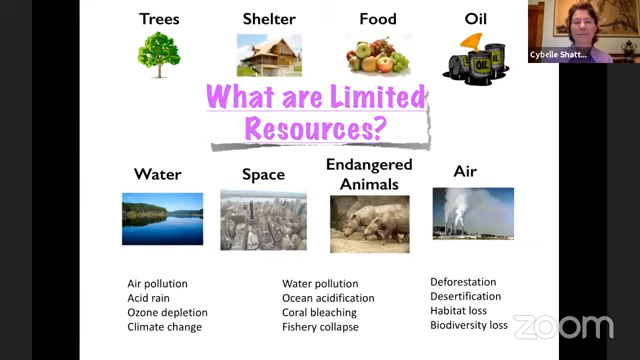 Trees
Shelter
Food
Oil
Cybelle Shatt...
OIL
OIL
What are Limited
Resources?
Water
Space
Endangered
Animals
Air
Air pollution
Acid rain
Ozone depletion
Climate change
Water pollution
Ocean acidification
Coral bleaching
Fishery collapse
Deforestation
Desertification
Habitat loss
Biodiversity loss
zoom